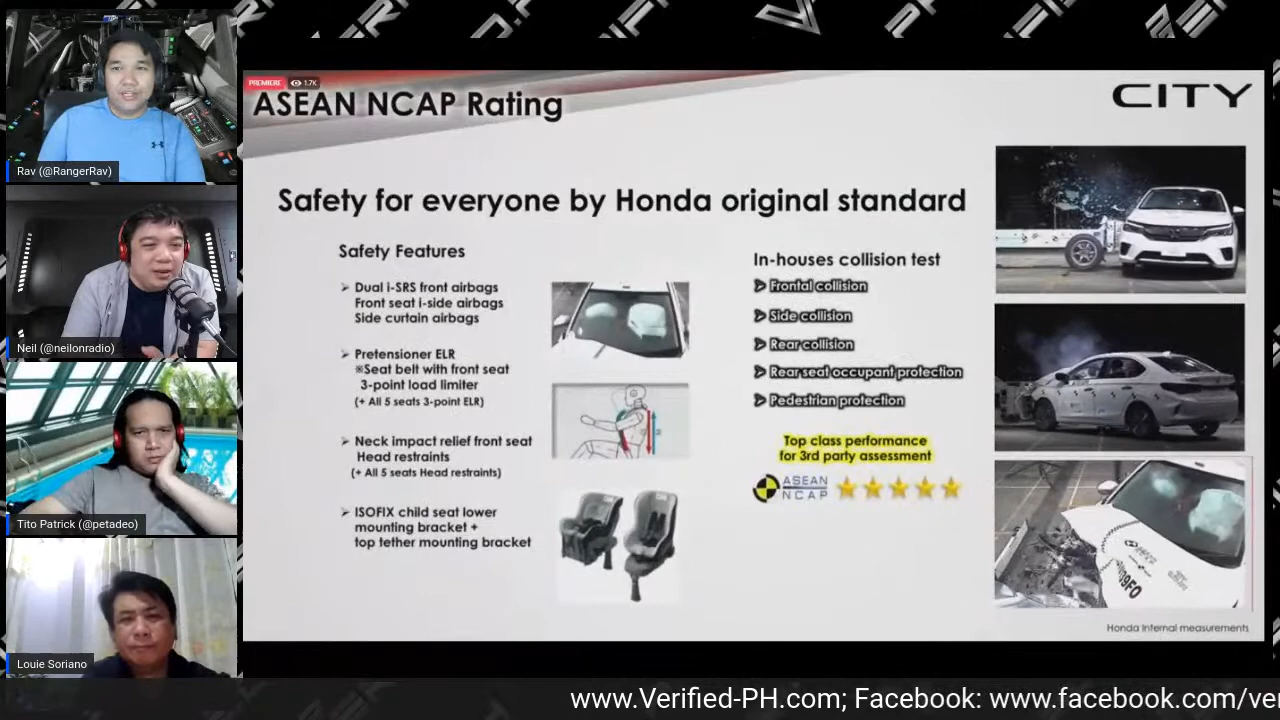 PREMIERE 1.7K
ASEAN NCAP Rating
CITY
Safety for everyone by Honda original standard
Safety Features
➢ Dual i-SRS front airbags
Front seat i-side airbags
Side curtain airbags
➢ Pretensioner ELR
※Seat belt with front seat
3-point load limiter
(+ All 5 seats 3-point ELR)
➢ Neck impact relief front seat
Head restraints
(+ All 5 seats Head restraints)
➢ ISOFIX child seat lower
mounting bracket +
top tether mounting bracket
In-houses collision test
➢ Frontal collision
➢ Side collision
➢ Rear collision
➢ Rear seat occupant protection
➢ Pedestrian protection
Top class performance
for 3rd party assessment
ASEAN
NCAP
Honda Internal measurements
Rav (@RangerRav)
Neil (@neilonradio)
Tito Patrick (@petadeo)
Louie Soriano
www.Verified-PH.com; Facebook: www.facebook.com/ve